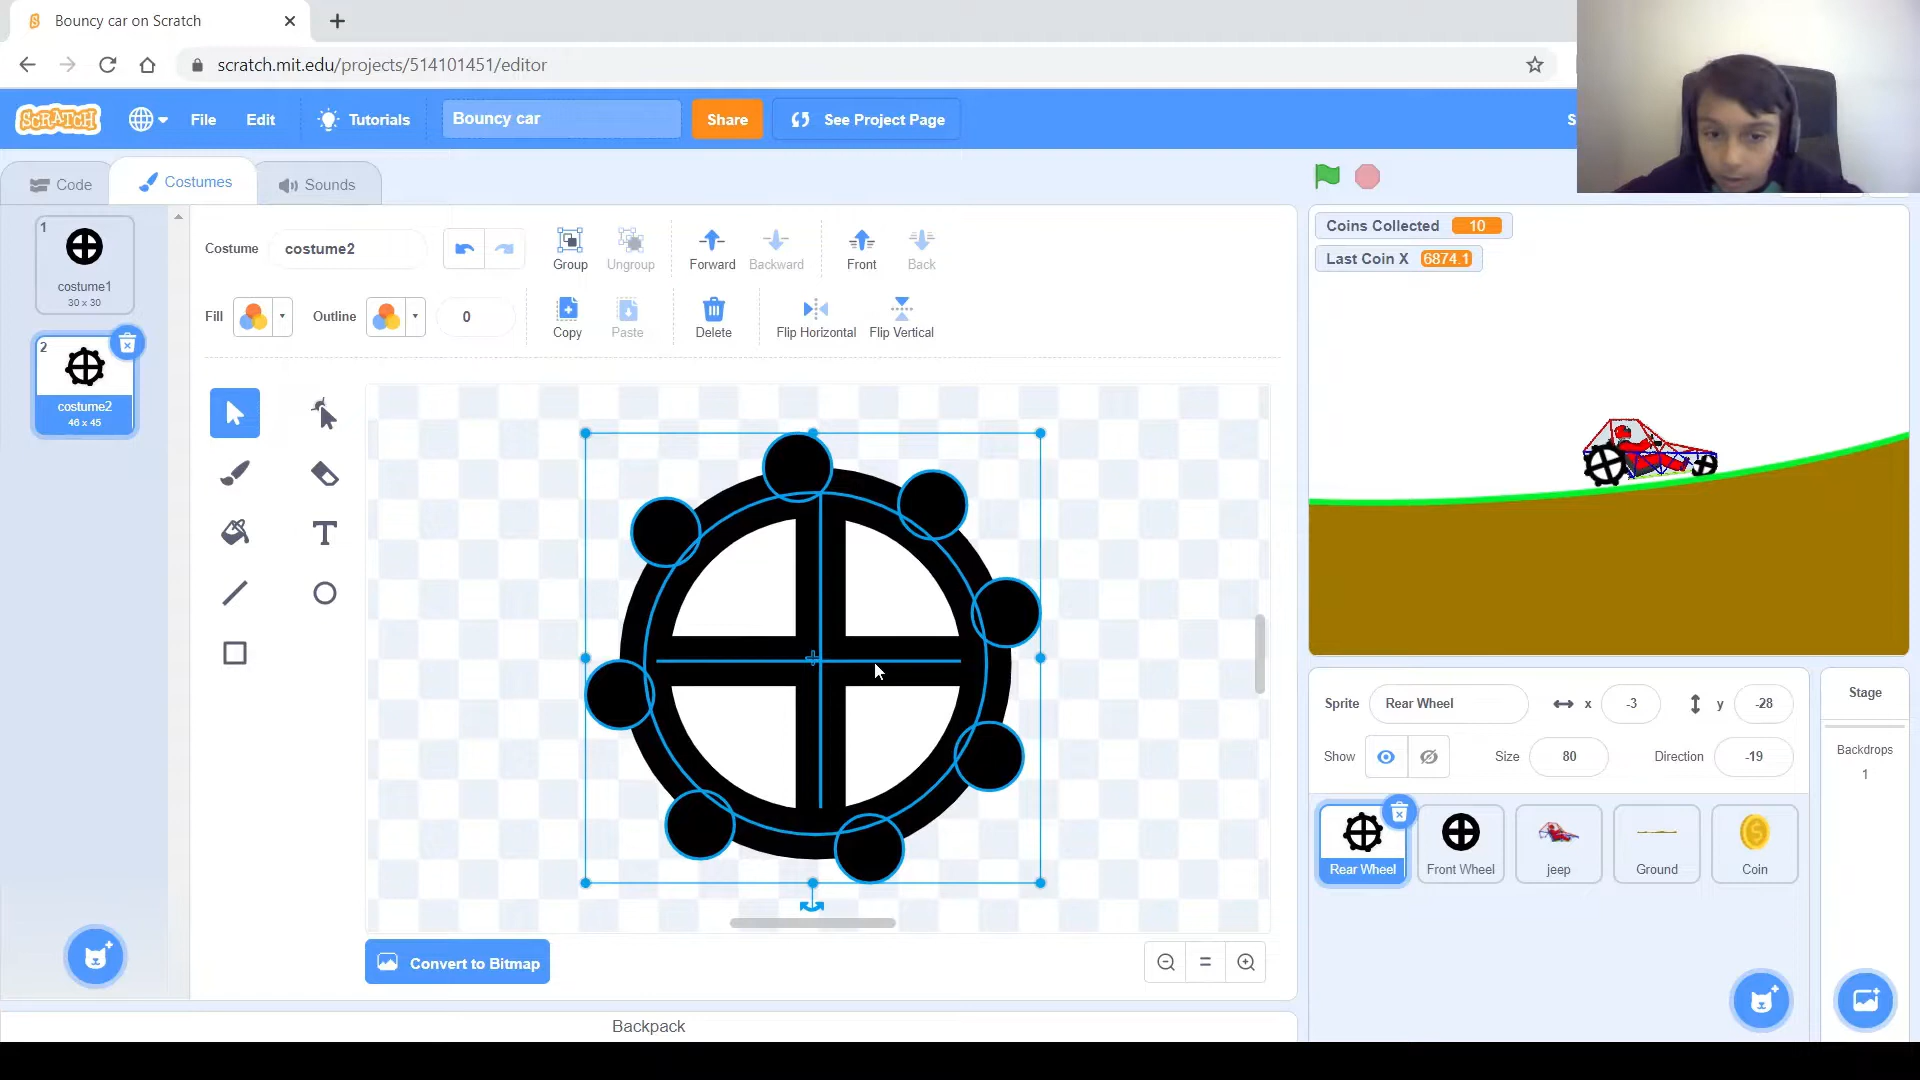 Bouncy car on Scratch
scratch.mit.edu/projects/514101451/editor
SCRATCH File Edit Tutorials Bouncy car Share See Project Page S
Code Costumes Sounds
1
costume1
30 x 30
2
costume2
46 x 45
Costume costume2 Group Ungroup Forward Backward Front Back
Fill Outline 0 Copy Paste Delete Flip Horizontal Flip Vertical
Convert to Bitmap
Backpack
Coins Collected 10
Last Coin X 6874.1
Sprite Rear Wheel x -3 y -28
Show Size 80 Direction -19
Rear Wheel Front Wheel jeep Ground Coin
Stage
Backdrops
1